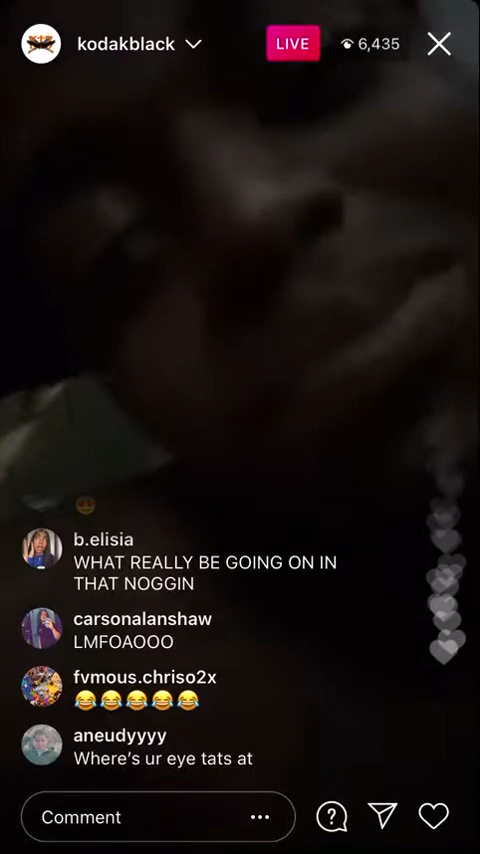 kodakblack
LIVE
6,435
b.elisia
WHAT REALLY BE GOING ON IN
THAT NOGGIN
carsonalanshaw
LMFOAOOO
fvmous.chriso2x
😂😂😂😂😂
aneudyyyy
Where's ur eye tats at
Comment